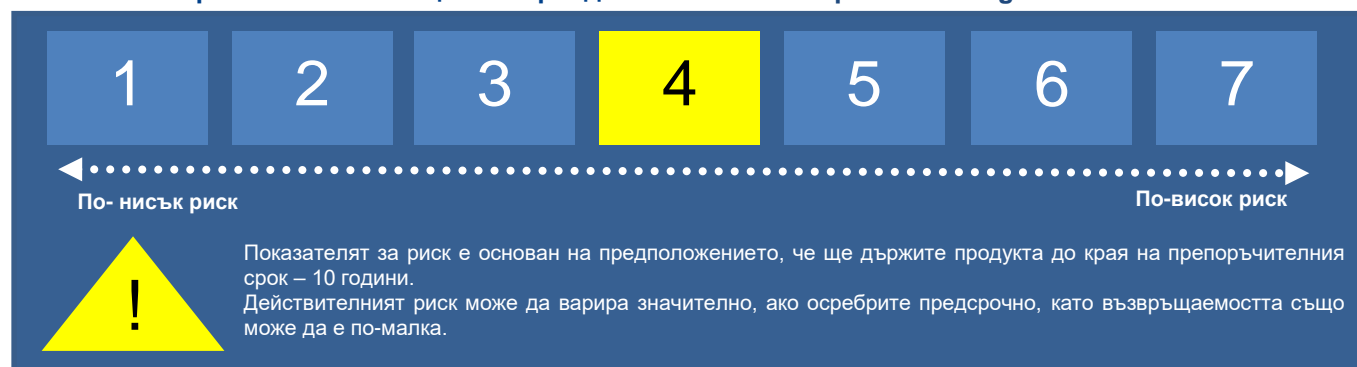 1 2 3 4 5 6 7
По- нисък риск
По-висок риск
!
Показателят за риск е основан на предположението, че ще държите продукта до края на препоръчителния
срок – 10 години.
Действителният риск може да варира значително, ако осребрите предсрочно, като възвръщаемостта също
може да е по-малка.